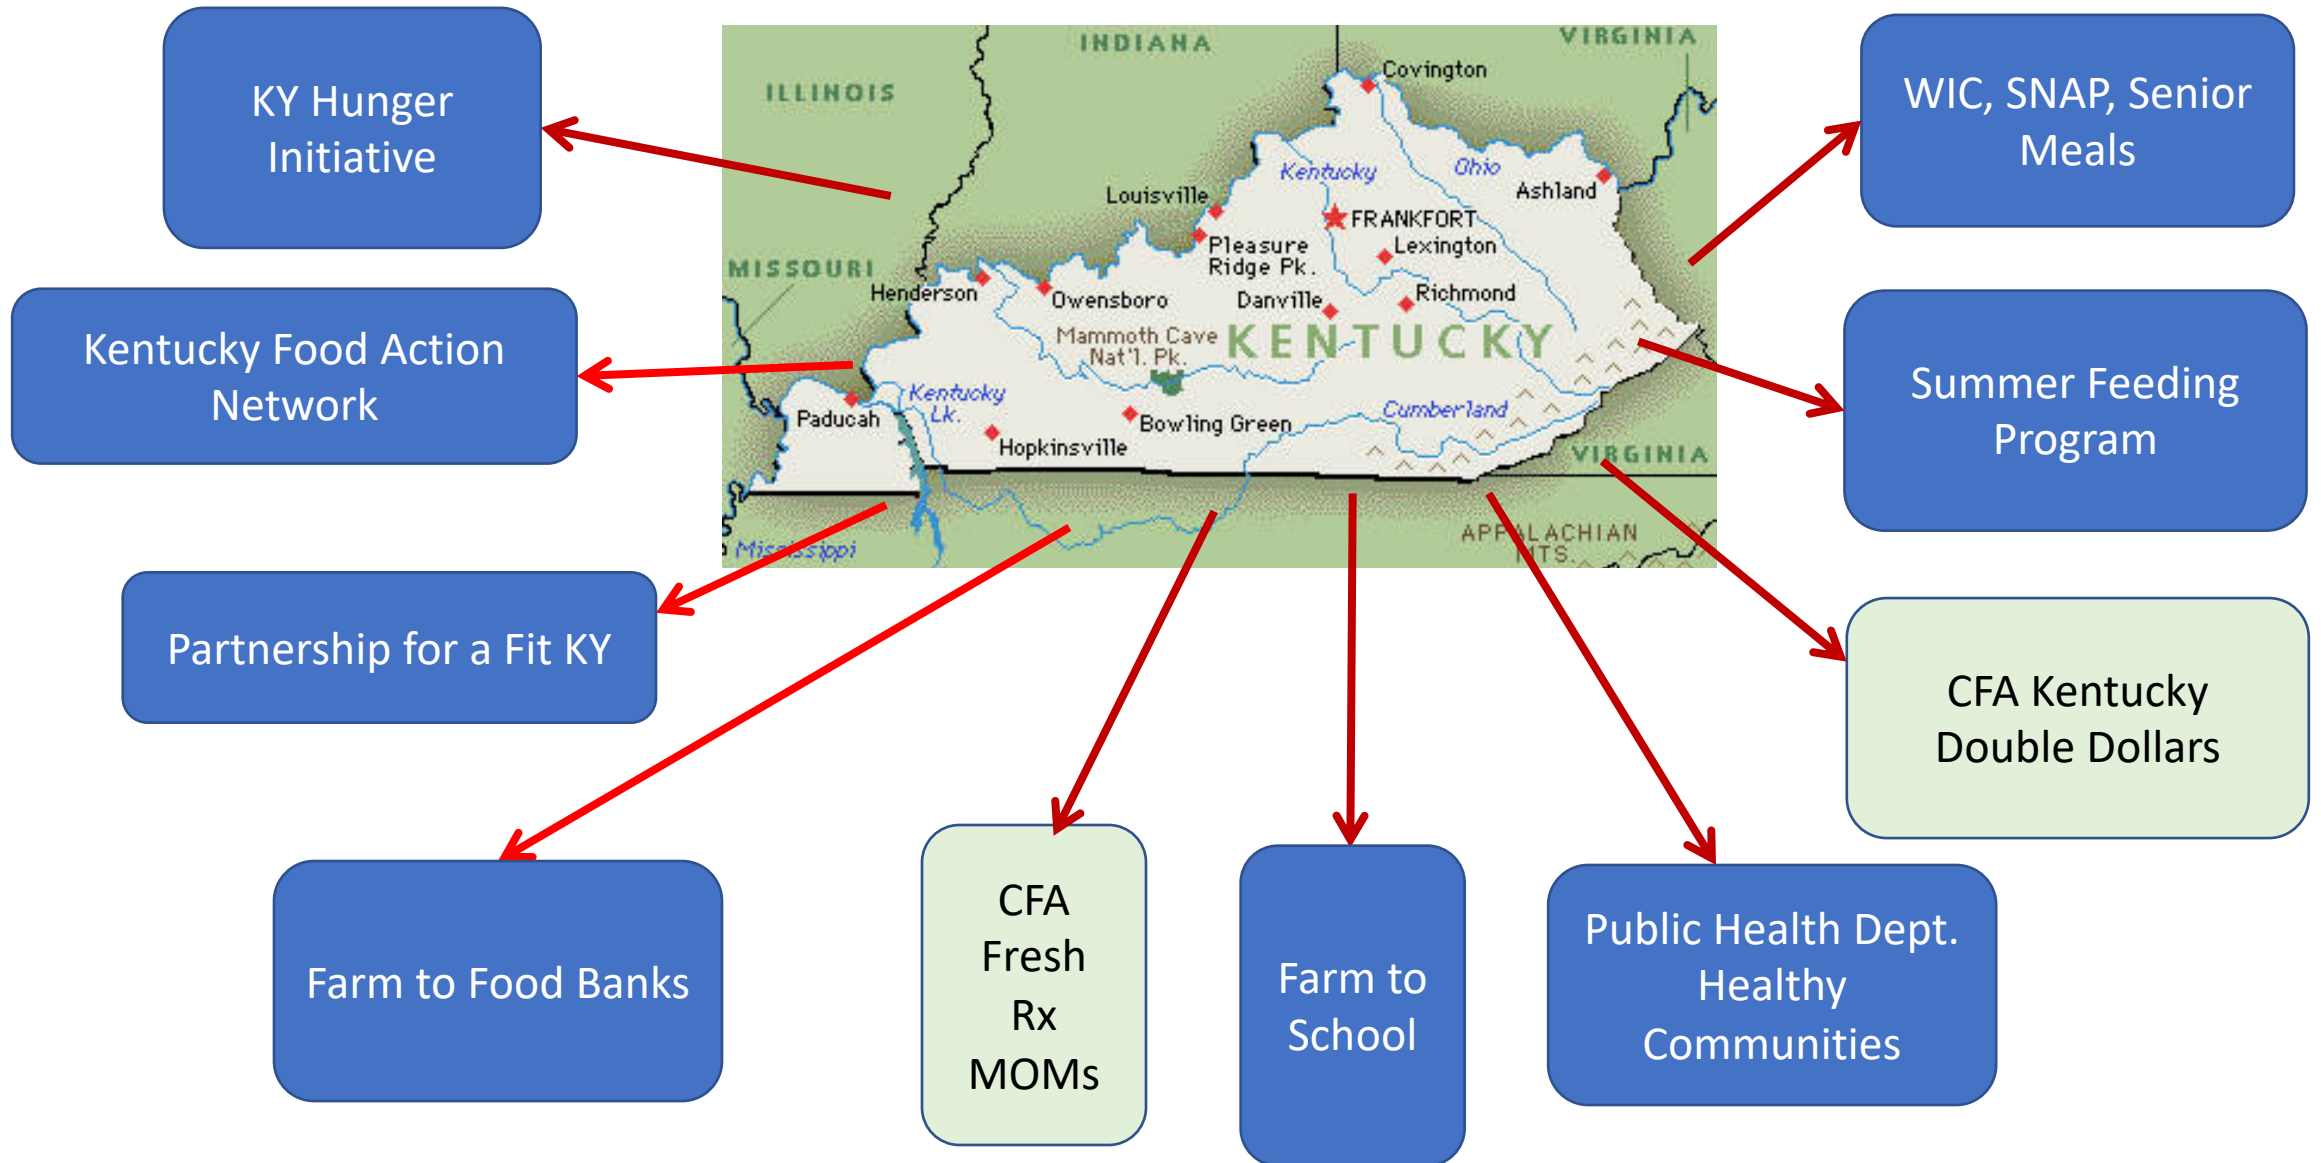 KY Hunger
Initiative
Kentucky Food Action
Network
Partnership for a Fit KY
Farm to Food Banks
CFA
Fresh
Rx
MOMs
Farm to
School
Public Health Dept.
Healthy
Communities
CFA Kentucky
Double Dollars
Summer Feeding
Program
WIC, SNAP, Senior
Meals
INDIANA
VIRGINIA
ILLINOIS
Covington
Kentucky
Ohio
Ashland
Louisville
FRANKFORT
Pleasure
Ridge Pk.
Lexington
MISSOURI
Henderson
Owensboro
Danville
Richmond
Mammoth Cave
Nat'l. Pk.
KENTUCKY
Kentucky
Lk.
Paducah
Bowling Green
Cumberland
Hopkinsville
VIRGINIA
Mississippi
APPALACHIAN
MTS.